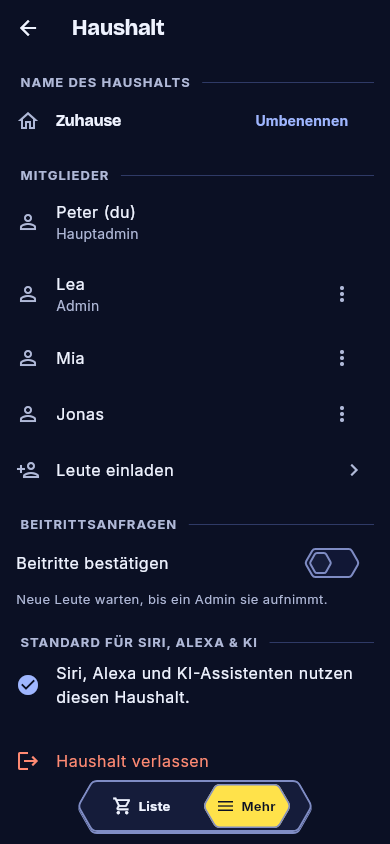 Haushalt
NAME DES HAUSHALTS
Zuhause
Umbenennen
MITGLIEDER
Peter (du)
Hauptadmin
Lea
Admin
Mia
Jonas
Leute einladen
BEITRITTSANFRAGEN
Beitritte bestätigen
Neue Leute warten, bis ein Admin sie aufnimmt.
STANDARD FÜR SIRI, ALEXA & KI
Siri, Alexa und KI-Assistenten nutzen
diesen Haushalt.
Haushalt verlassen
Liste
Mehr